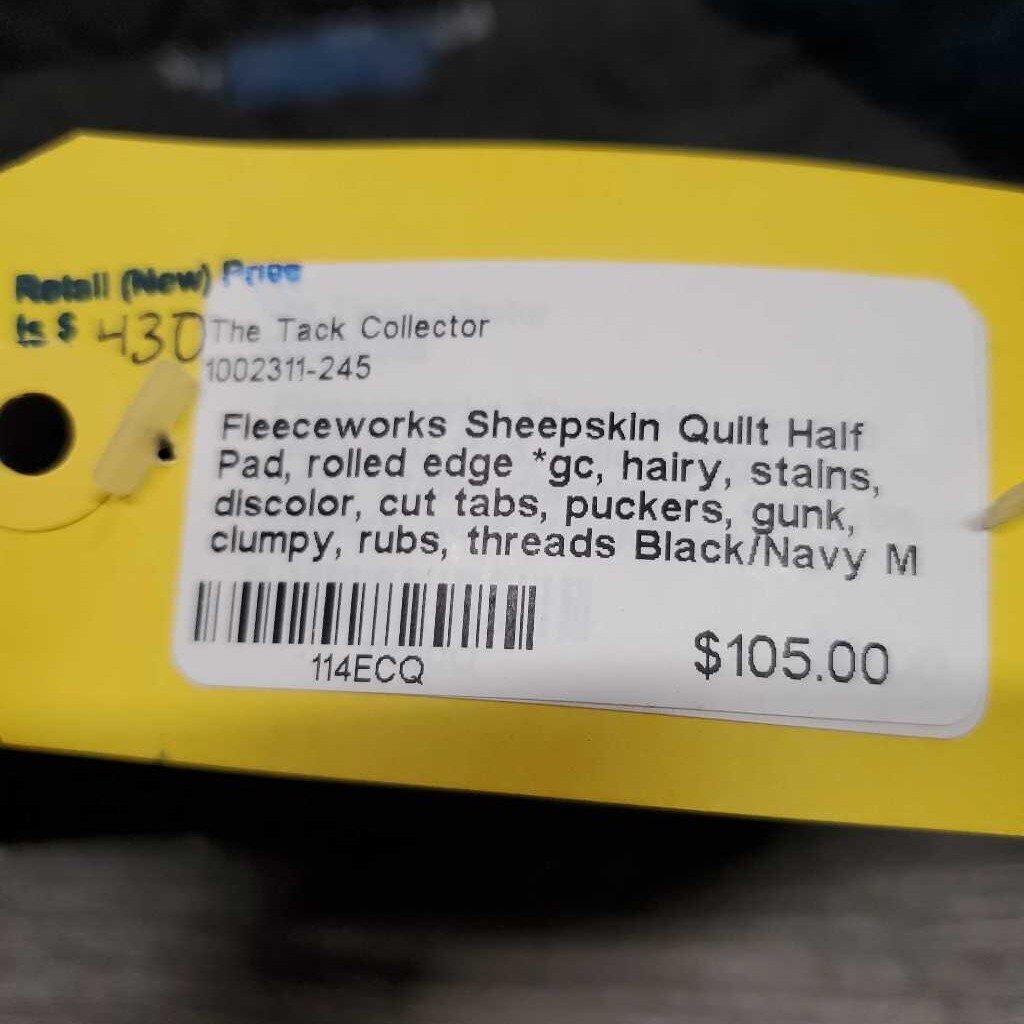 Retail (New) Price
is $ 430
The Tack Collector
1002311-245
Fleeceworks Sheepskin Quilt Half
Pad, rolled edge *gc, hairy, stains,
discolor, cut tabs, puckers, gunk,
clumpy, rubs, threads Black/Navy M
114ECQ
$105.00